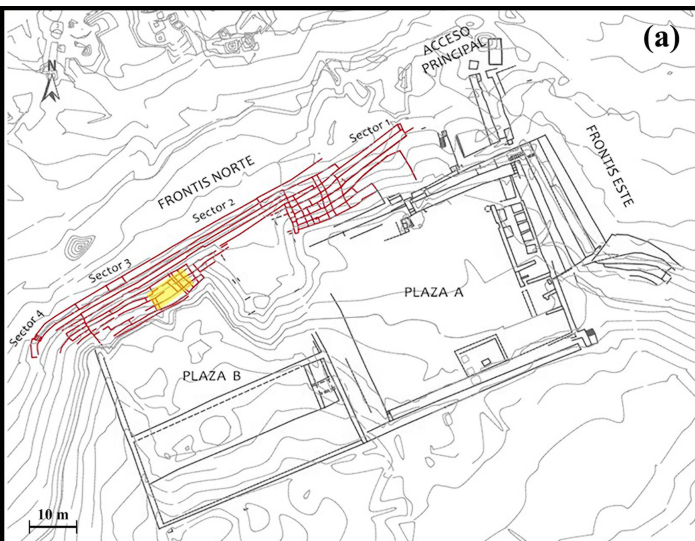 (a)
ACCESO
PRINCIPAL
N
Sector 1
FRONTIS NORTE
FRONTIS ESTE
Sector 2
Sector 3
PLAZA A
Sector 4
PLAZA B
10 m